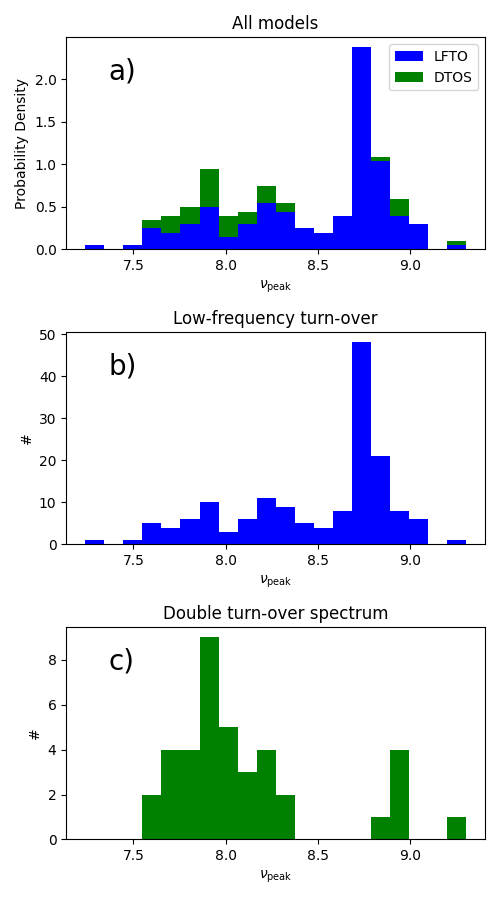 All models
a)
LFTO
DTOS
Probability Density
2.0
1.5
1.0
0.5
0.0
7.5 8.0 8.5 9.0
ν_peak
Low-frequency turn-over
b)
#
50
40
30
20
10
0
7.5 8.0 8.5 9.0
ν_peak
Double turn-over spectrum
c)
#
8
6
4
2
0
7.5 8.0 8.5 9.0
ν_peak